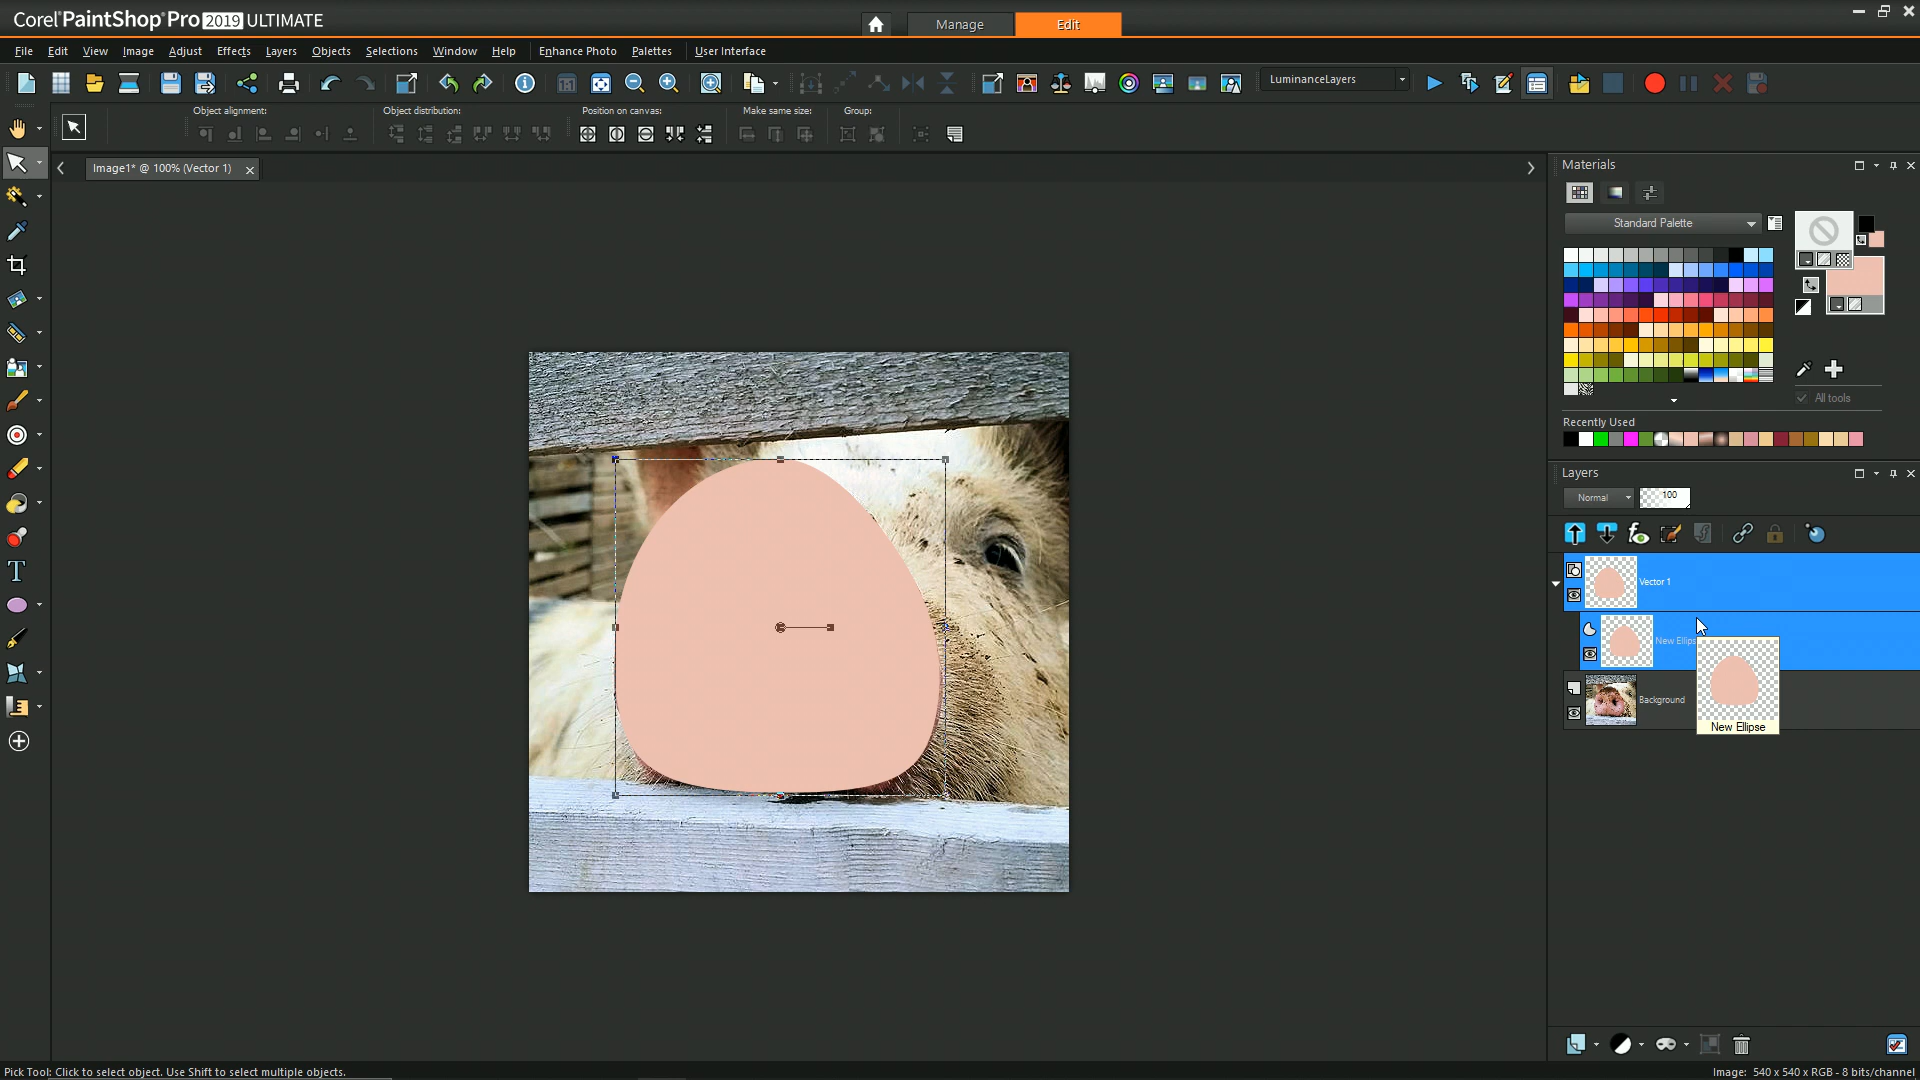 Corel PaintShop Pro 2019 ULTIMATE
Manage
Edit
File Edit View Image Adjust Effects Layers Objects Selections Window Help Enhance Photo Palettes User Interface
LuminanceLayers
Object alignment: Object distribution: Position on canvas: Make same size: Group:
Image1* @ 100% (Vector 1)
Materials
Standard Palette
All tools
Recently Used
Layers
Normal 100
Vector 1
New Ellips
Background
New Ellipse
Pick Tool: Click to select object. Use Shift to select multiple objects.
Image: 540 x 540 x RGB - 8 bits/channel